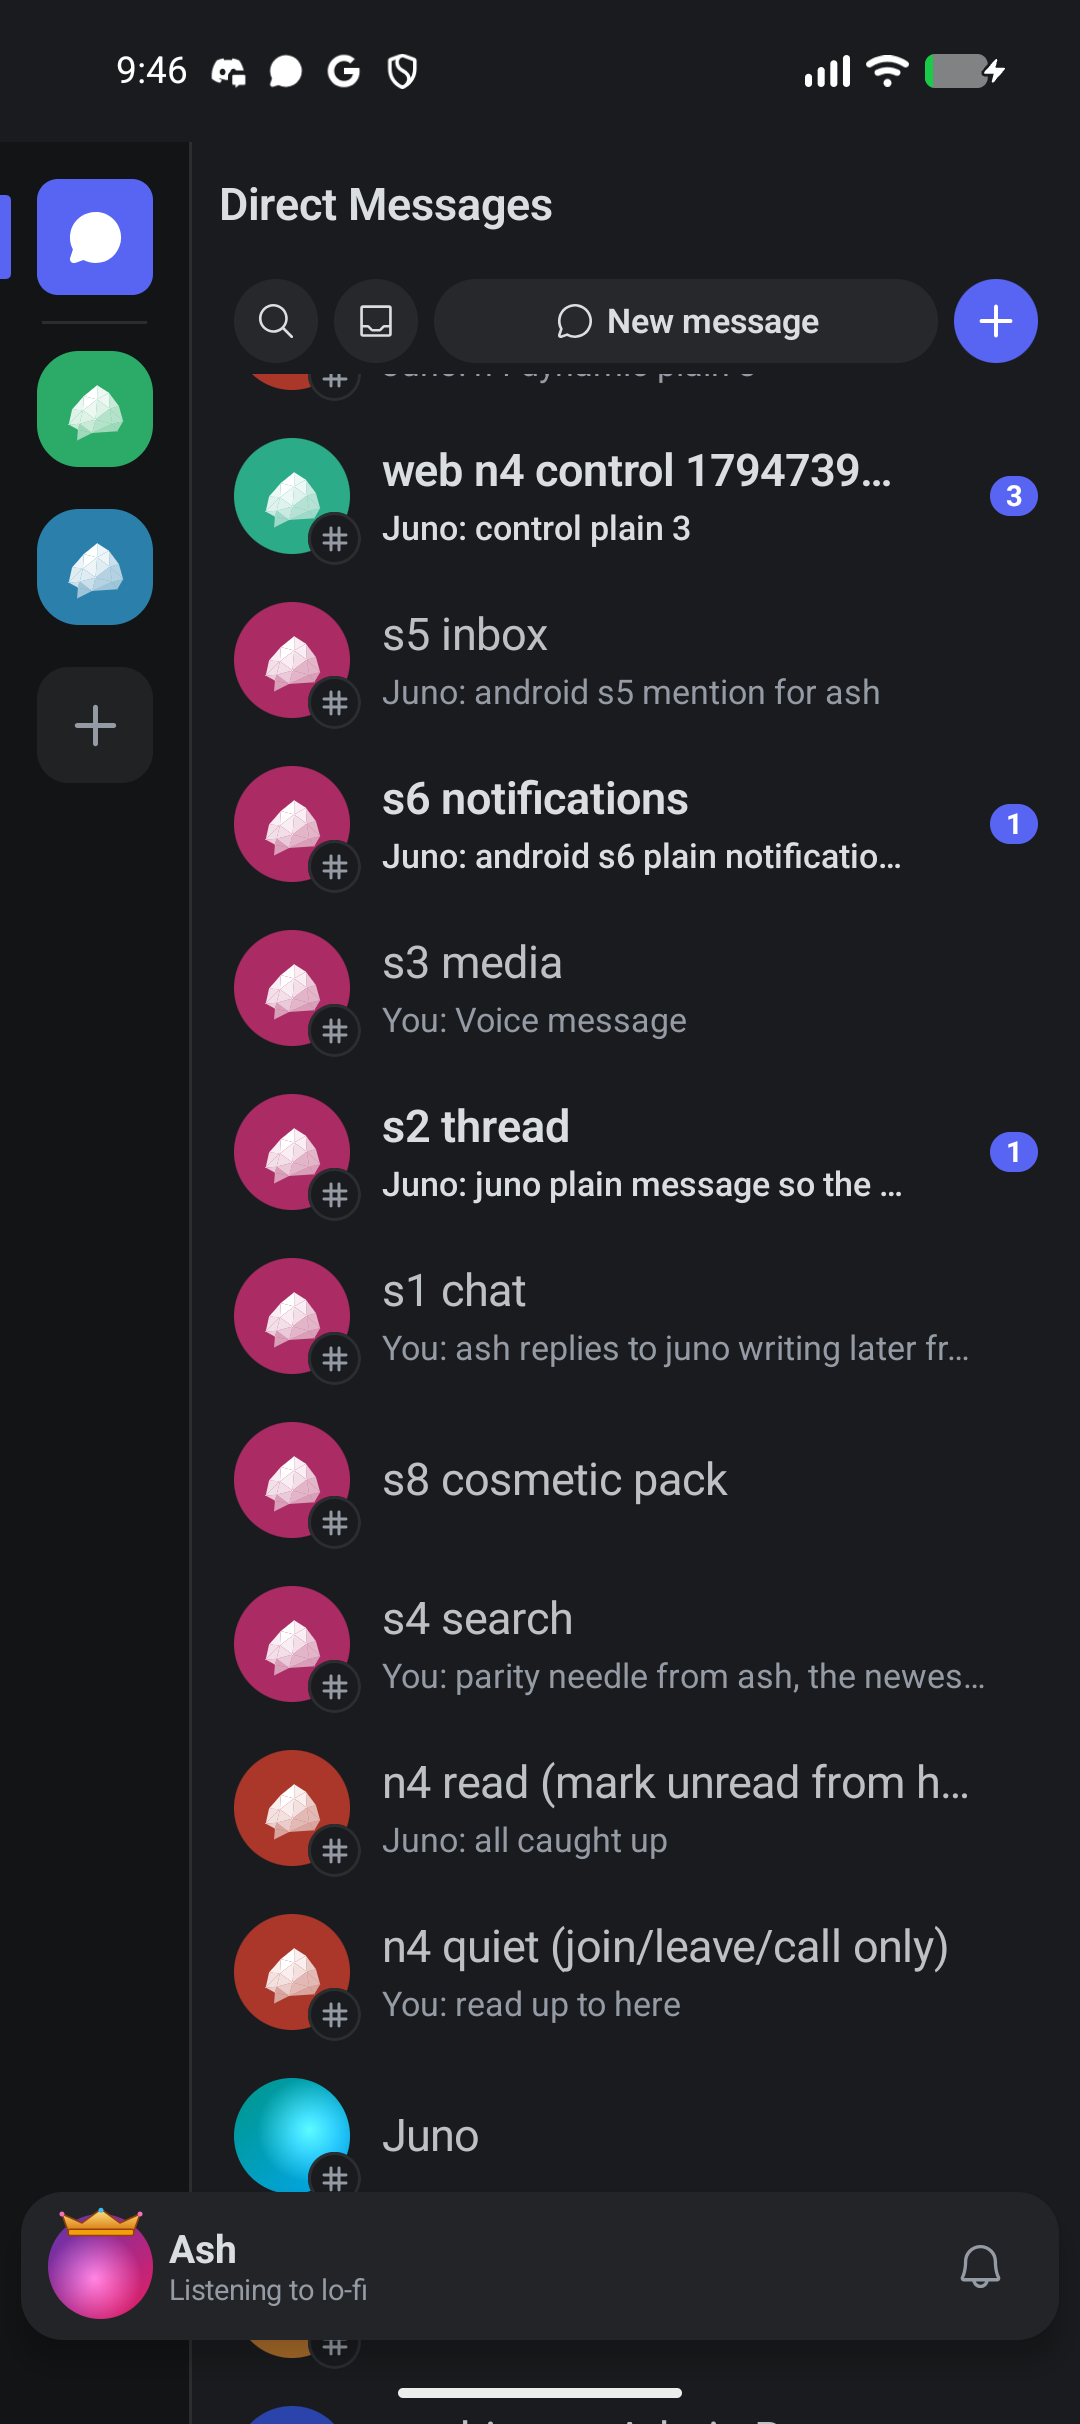 9:46
Direct Messages
New message
web n4 control 1794739...
Juno: control plain 3
3
s5 inbox
Juno: android s5 mention for ash
s6 notifications
Juno: android s6 plain notificatio...
1
s3 media
You: Voice message
s2 thread
Juno: juno plain message so the ...
1
s1 chat
You: ash replies to juno writing later fr...
s8 cosmetic pack
s4 search
You: parity needle from ash, the newes...
n4 read (mark unread from h...
Juno: all caught up
n4 quiet (join/leave/call only)
You: read up to here
Juno
Ash
Listening to lo-fi